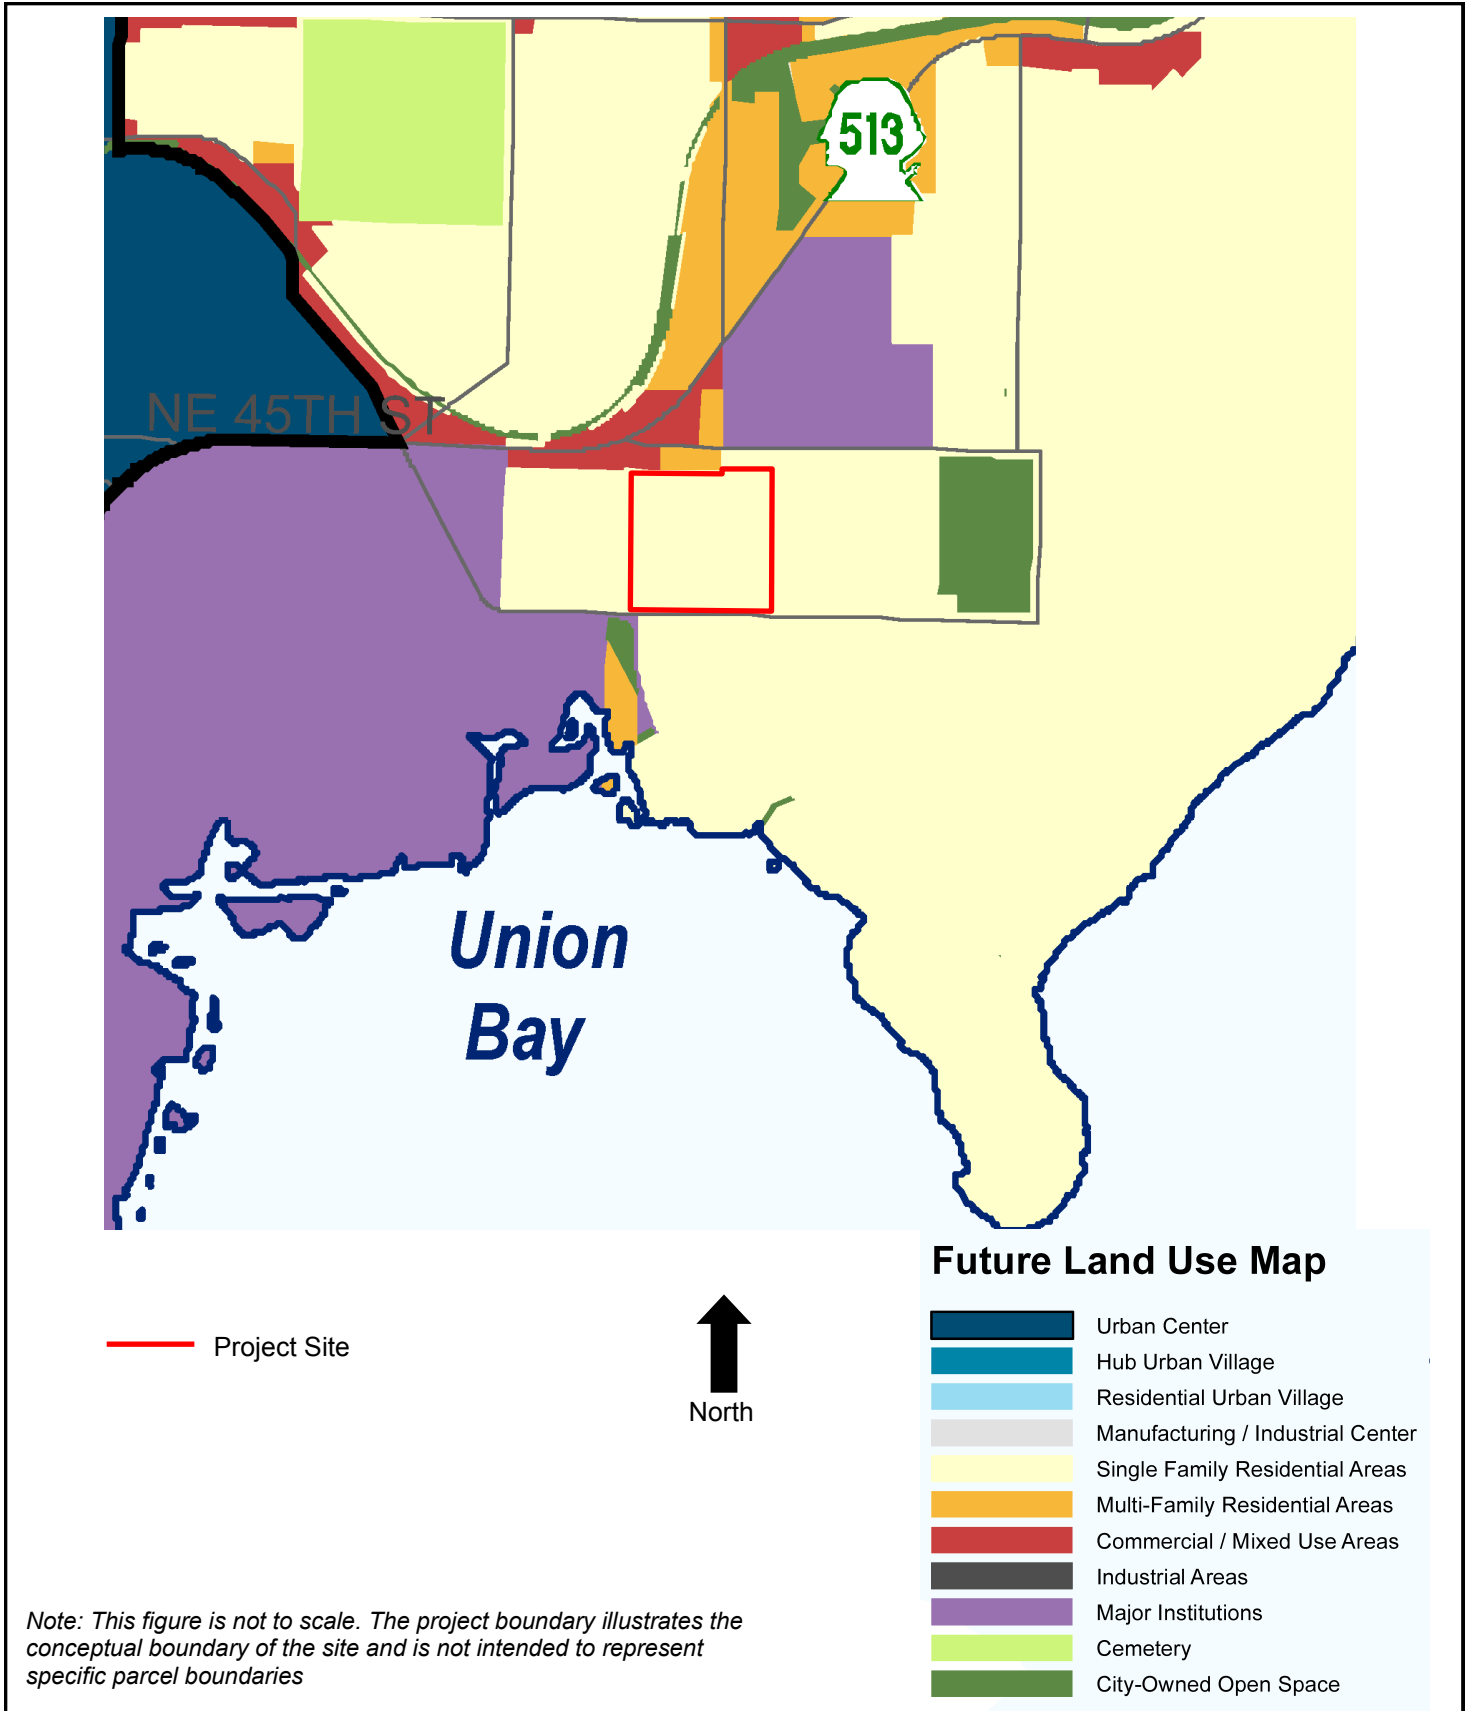 513
NE 45TH ST
Union
Bay
Future Land Use Map
Urban Center
Hub Urban Village
Residential Urban Village
Manufacturing / Industrial Center
Single Family Residential Areas
Multi-Family Residential Areas
Commercial / Mixed Use Areas
Industrial Areas
Major Institutions
Cemetery
City-Owned Open Space
Project Site
North
Note: This figure is not to scale. The project boundary illustrates the
conceptual boundary of the site and is not intended to represent
specific parcel boundaries